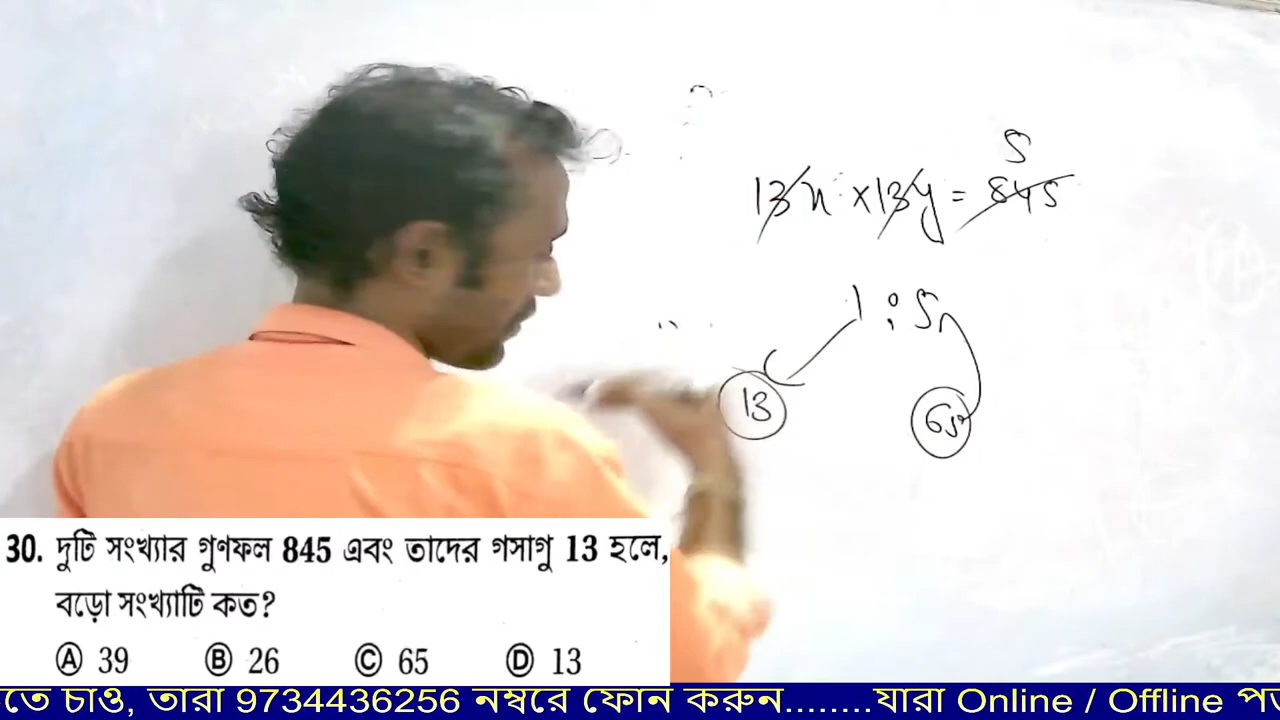 5
13x × 13y = 845
1 : 5
13 65
30. দুটি সংখ্যার গুণফল 845 এবং তাদের গসাগু 13 হলে,
বড়ো সংখ্যাটি কত?
Ⓐ 39 Ⓑ 26 Ⓒ 65 Ⓓ 13
তে চাও, তারা 9734436256 নম্বরে ফোন করুন........যারা Online / Offline